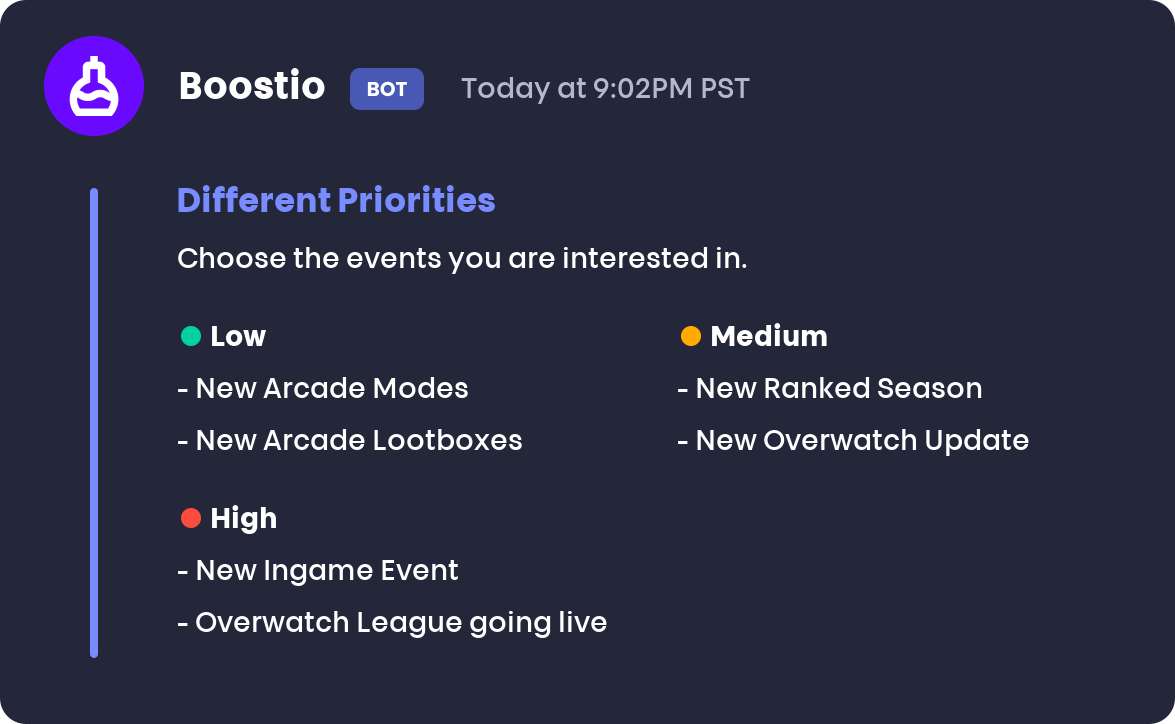 Boostio BOT Today at 9:02PM PST
Different Priorities
Choose the events you are interested in.
Low
- New Arcade Modes
- New Arcade Lootboxes
Medium
- New Ranked Season
- New Overwatch Update
High
- New Ingame Event
- Overwatch League going live